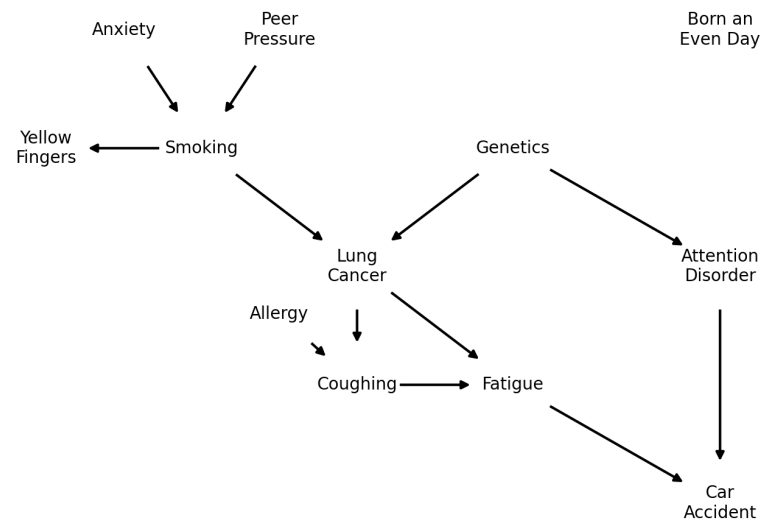 Anxiety
Peer
Pressure
Born an
Even Day
Yellow
Fingers
Smoking
Genetics
Lung
Cancer
Attention
Disorder
Allergy
Coughing
Fatigue
Car
Accident